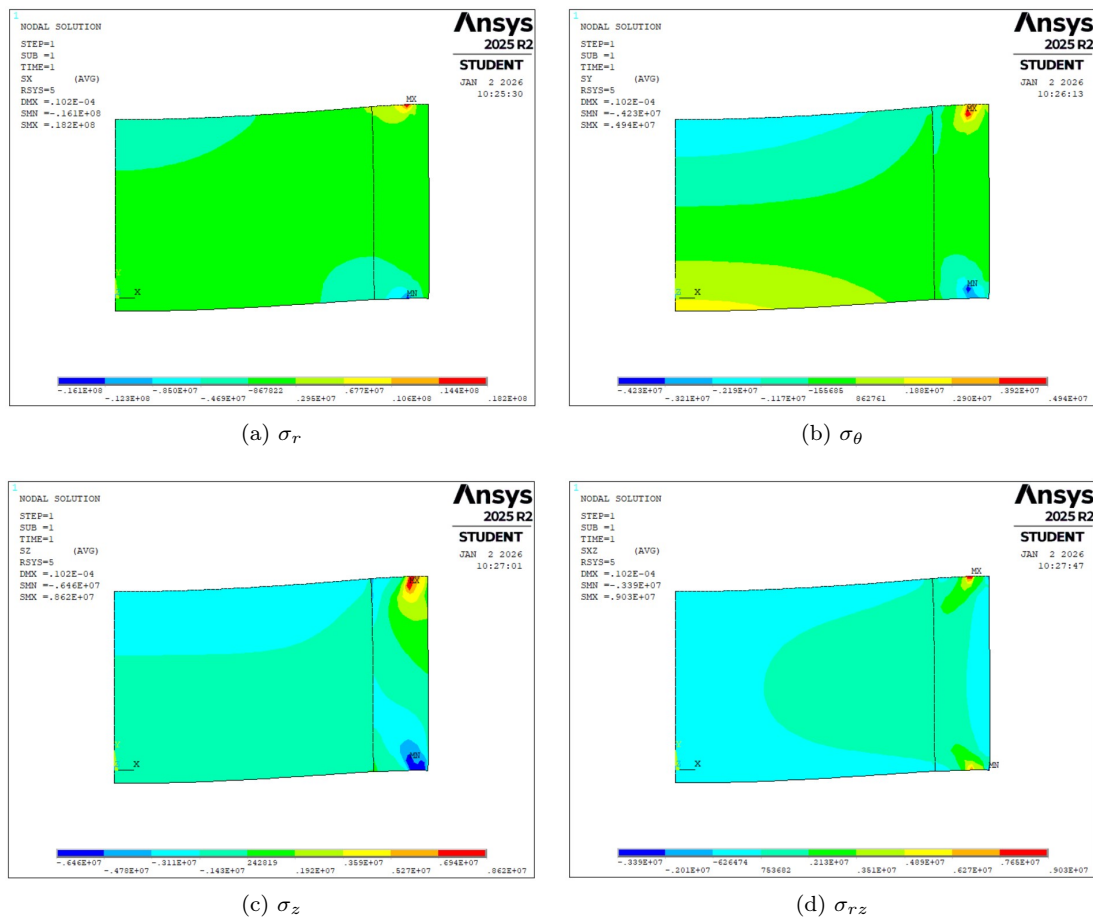 1
NODAL SOLUTION
STEP=1
SUB =1
TIME=1
SX (AVG)
RSYS=5
DMX =.102E-04
SMN =-.161E+08
SMX =.182E+08
Ansys
2025 R2
STUDENT
JAN 2 2026
10:25:30
MX
Y
Z X
MN
-.161E+08 -.850E+07 -867822 .677E+07 .144E+08
-.123E+08 -.469E+07 .295E+07 .106E+08 .182E+08
(a) σr
1
NODAL SOLUTION
STEP=1
SUB =1
TIME=1
SY (AVG)
RSYS=5
DMX =.102E-04
SMN =-.423E+07
SMX =.494E+07
Ansys
2025 R2
STUDENT
JAN 2 2026
10:26:13
MX
Y
Z X
MN
-.423E+07 -.219E+07 -155685 .188E+07 .392E+07
-.321E+07 -.117E+07 862761 .290E+07 .494E+07
(b) σθ
1
NODAL SOLUTION
STEP=1
SUB =1
TIME=1
SZ (AVG)
RSYS=5
DMX =.102E-04
SMN =-.646E+07
SMX =.862E+07
Ansys
2025 R2
STUDENT
JAN 2 2026
10:27:01
MX
Y
Z X
MN
-.646E+07 -.311E+07 242819 .359E+07 .694E+07
-.478E+07 -.143E+07 .192E+07 .527E+07 .862E+07
(c) σz
1
NODAL SOLUTION
STEP=1
SUB =1
TIME=1
SXZ (AVG)
RSYS=5
DMX =.102E-04
SMN =-.339E+07
SMX =.903E+07
Ansys
2025 R2
STUDENT
JAN 2 2026
10:27:47
MX
Y
Z X
MN
-.339E+07 -626474 .213E+07 .489E+07 .765E+07
-.201E+07 753682 .351E+07 .627E+07 .903E+07
(d) σrz